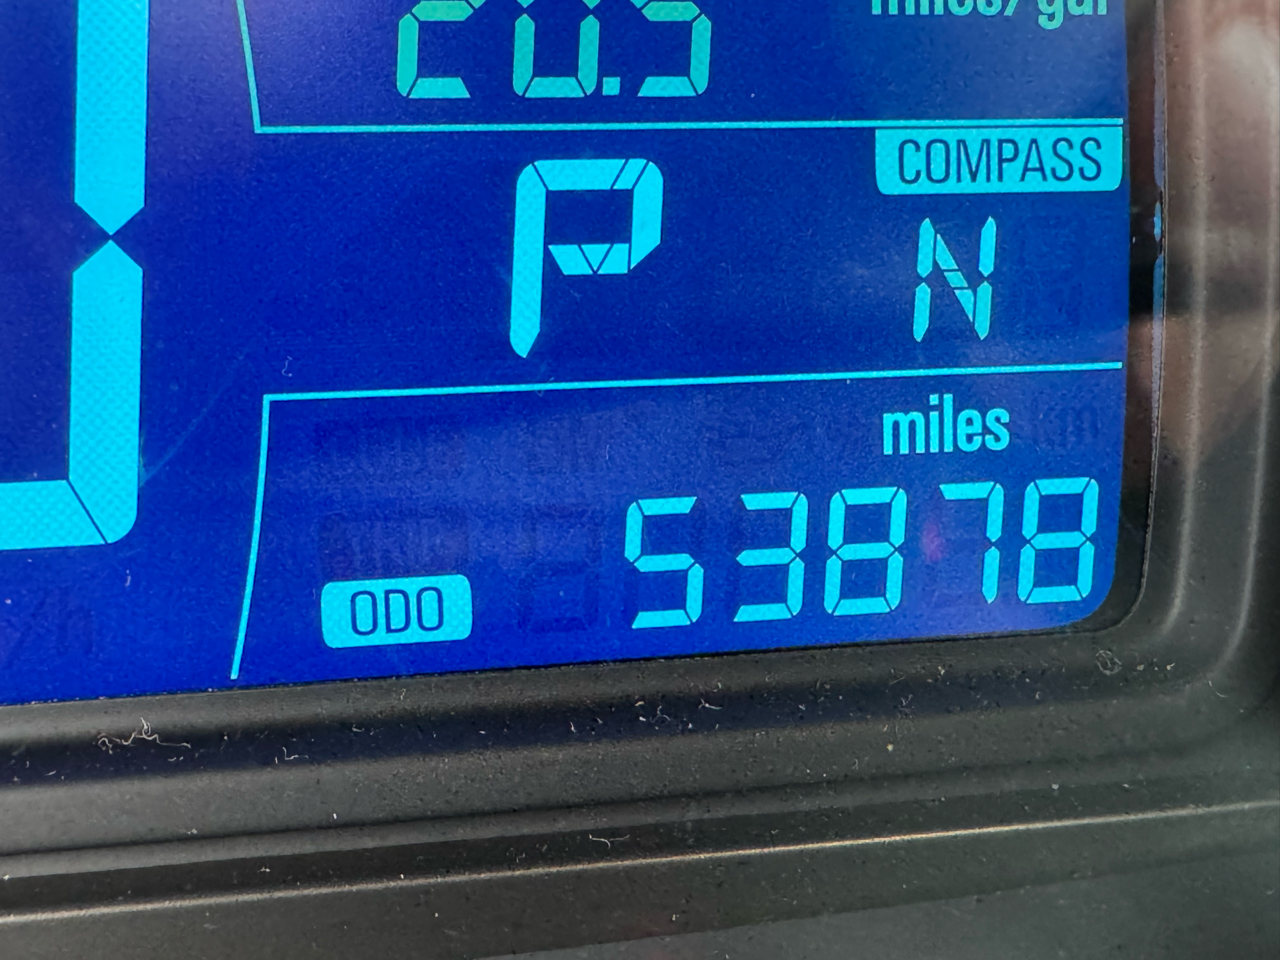 20.5 miles/gal
COMPASS
P N
miles
ODO 53878